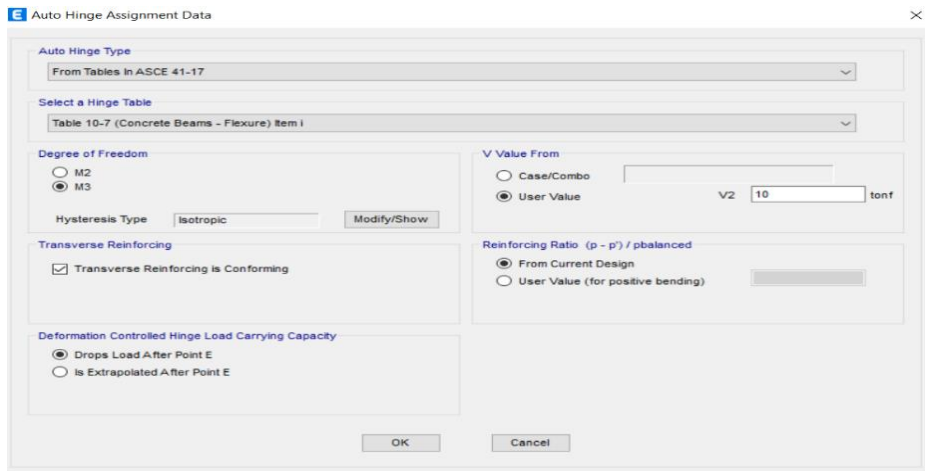 E Auto Hinge Assignment Data
Auto Hinge Type
From Tables In ASCE 41-17
Select a Hinge Table
Table 10-7 (Concrete Beams - Flexure) Item i
Degree of Freedom
M2
M3
Hysteresis Type Isotropic Modify/Show
V Value From
Case/Combo
User Value V2 10 tonf
Transverse Reinforcing
Transverse Reinforcing is Conforming
Reinforcing Ratio (p - p') / pbalanced
From Current Design
User Value (for positive bending)
Deformation Controlled Hinge Load Carrying Capacity
Drops Load After Point E
Is Extrapolated After Point E
OK Cancel